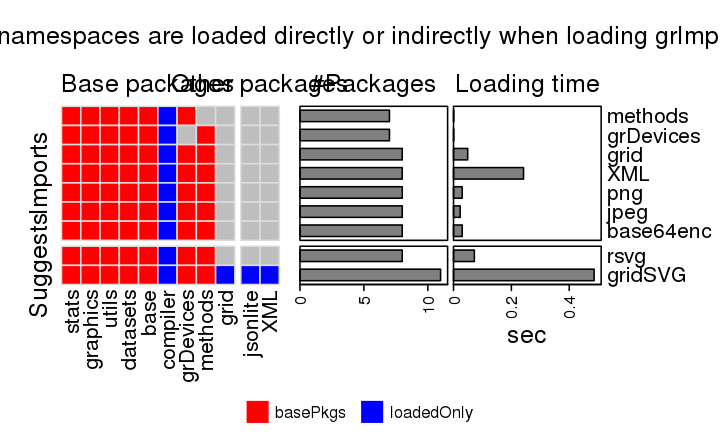 namespaces are loaded directly or indirectly when loading grImp
Base packages
Other packages
#Packages
Loading time
Imports
Suggests
methods
grDevices
grid
XML
png
jpeg
base64enc
rsvg
gridSVG
stats
graphics
utils
datasets
base
compiler
grDevices
methods
grid
jsonlite
XML
0
5
10
0
0.2
0.4
sec
basePkgs
loadedOnly